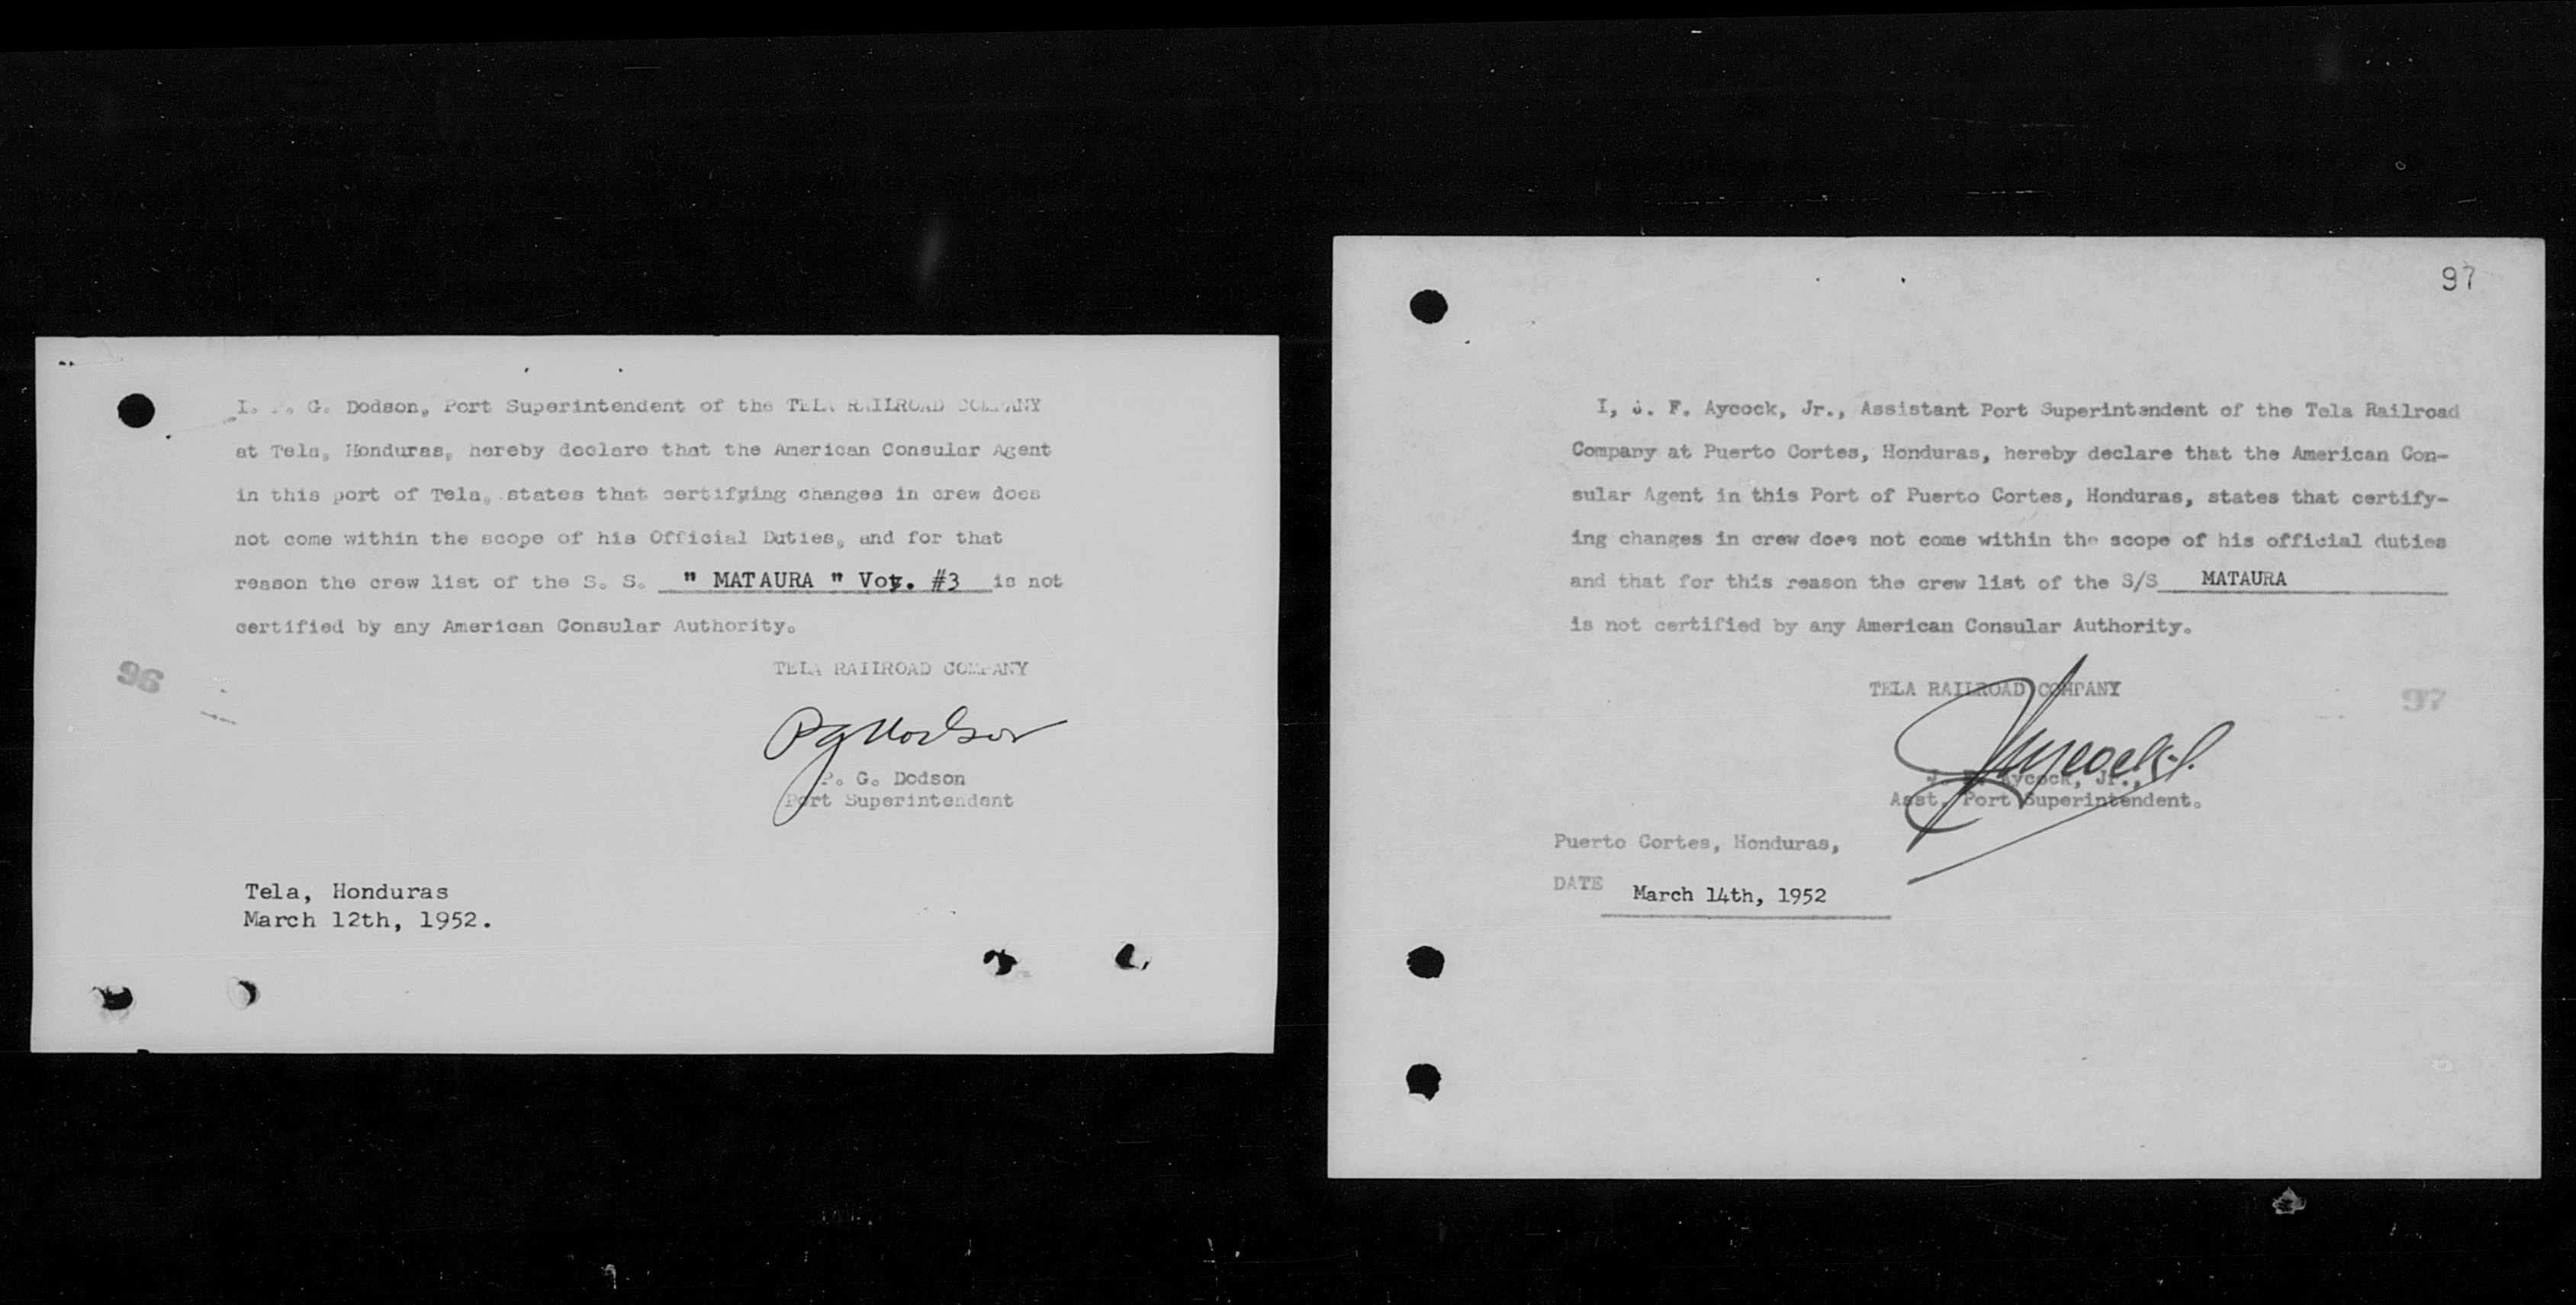 I. P. G. Dodson, Port Superintendent of the TELA RAILROAD COMPANY
at Tela, Honduras, hereby declare that the American Consular Agent
in this port of Tela, states that certifying changes in crew does
not come within the scope of his Official Duties, and for that
reason the crew list of the S. S. " MATAURA " Voy. #3 is not
certified by any American Consular Authority.
96
TELA RAIIROAD COMPANY
PGDodson
P. G. Dodson
Port Superintendent
Tela, Honduras
March 12th, 1952.
97
I, J. F. Aycock, Jr., Assistant Port Superintendent of the Tela Railroad
Company at Puerto Cortes, Honduras, hereby declare that the American Con-
sular Agent in this Port of Puerto Cortes, Honduras, states that certify-
ing changes in crew does not come within the scope of his official duties
and that for this reason the crew list of the S/S MATAURA
is not certified by any American Consular Authority.
TELA RAILROAD COMPANY
97
J. F. Aycock, Jr.,
Asst. Port Superintendent.
Puerto Cortes, Honduras,
DATE March 14th, 1952